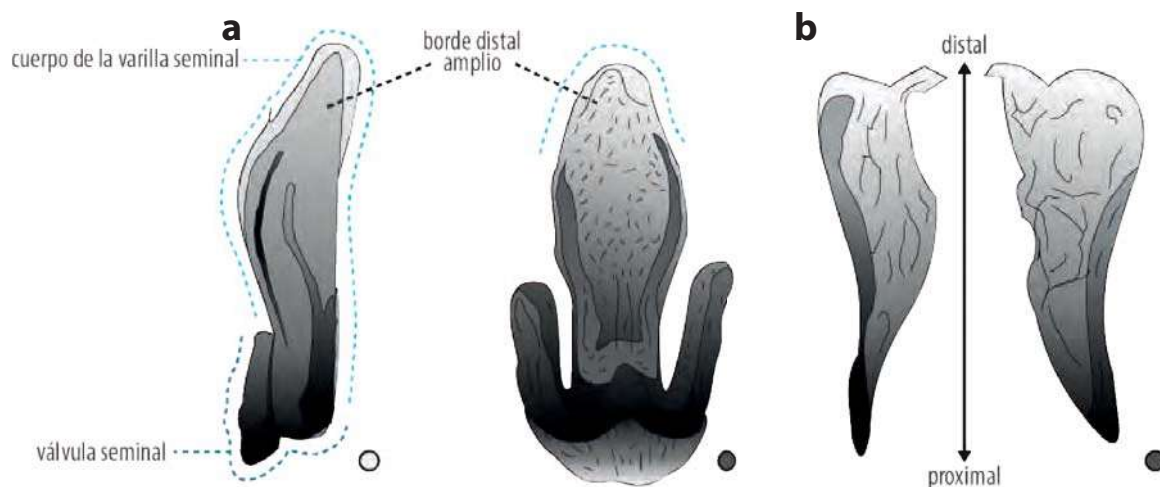 a
cuerpo de la varilla seminal
borde distal
amplio
válvula seminal
b
distal
proximal